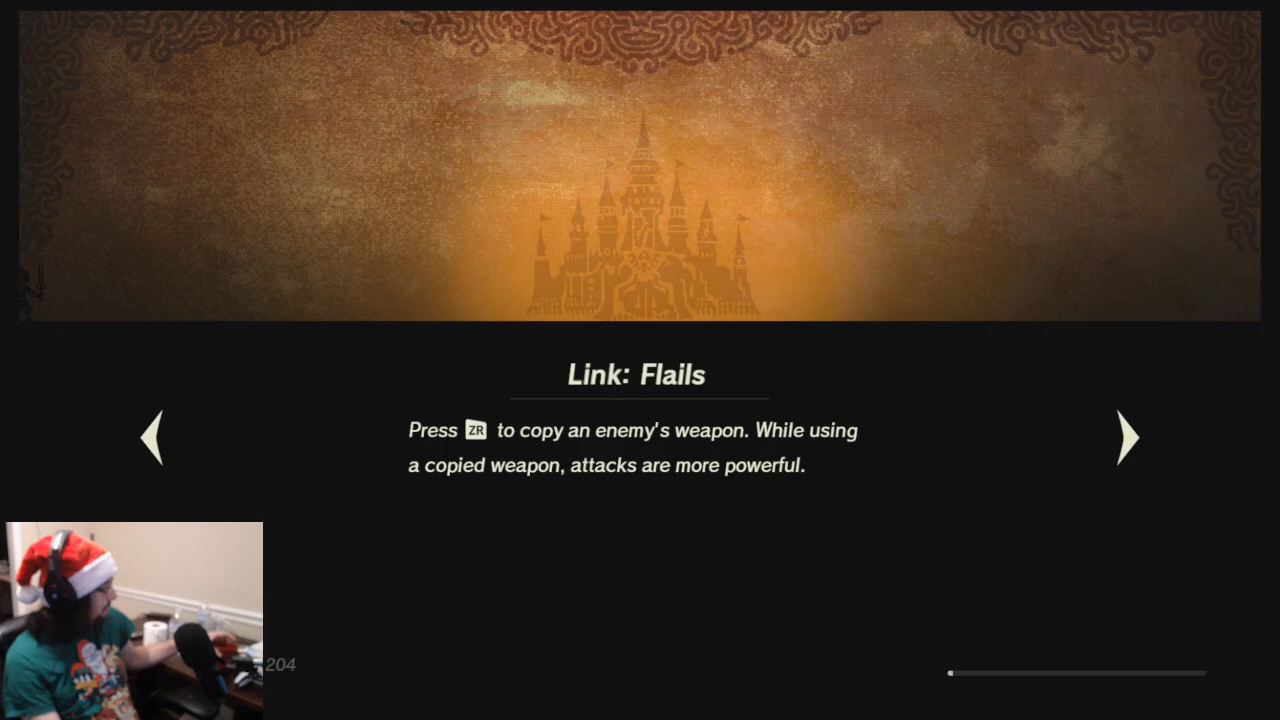 Link: Flails
Press ZR to copy an enemy's weapon. While using
a copied weapon, attacks are more powerful.
204